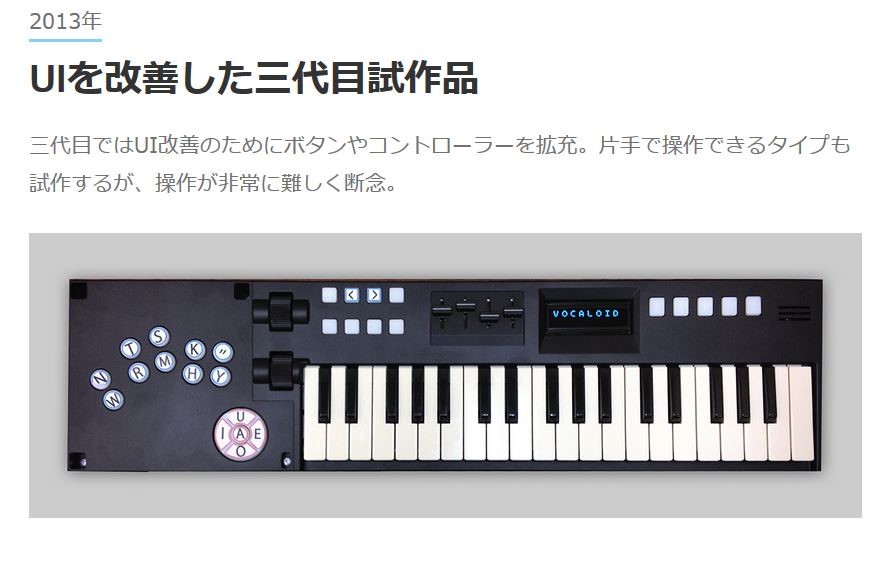 2013年
UIを改善した三代目試作品
三代目ではUI改善のためにボタンやコントローラーを拡充。片手で操作できるタイプも
試作するが、操作が非常に難しく断念。
< >
VOCALOID
S
T K 〃
N R M H Y
W
U
I A E
O